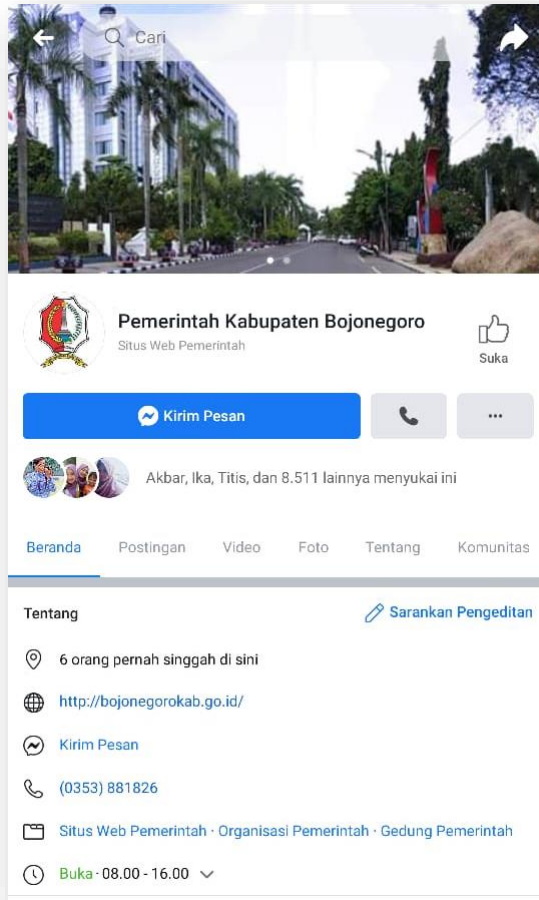 Cari
Pemerintah Kabupaten Bojonegoro
Situs Web Pemerintah
Suka
Kirim Pesan
Akbar, Ika, Titis, dan 8.511 lainnya menyukai ini
Beranda Postingan Video Foto Tentang Komunitas
Tentang Sarankan Pengeditan
6 orang pernah singgah di sini
http://bojonegorokab.go.id/
Kirim Pesan
(0353) 881826
Situs Web Pemerintah · Organisasi Pemerintah · Gedung Pemerintah
Buka · 08.00 - 16.00